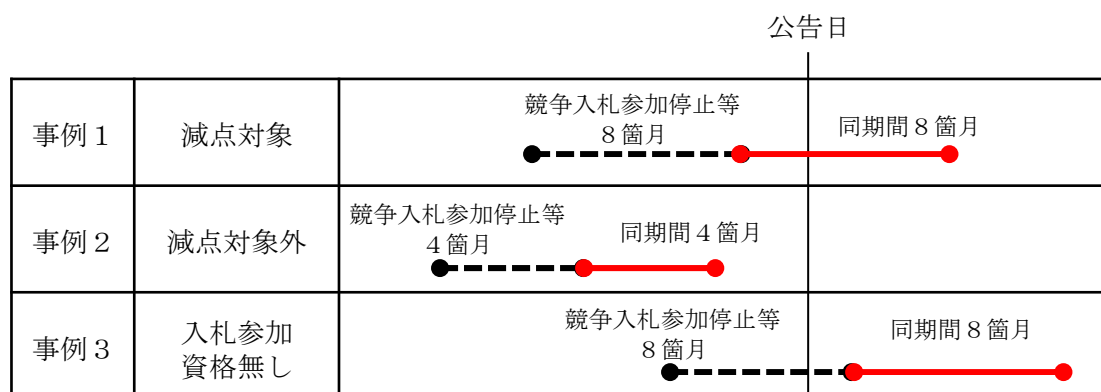 公告日
事例１
減点対象
競争入札参加停止等
８箇月
同期間８箇月
事例２
減点対象外
競争入札参加停止等
４箇月
同期間４箇月
事例３
入札参加
資格無し
競争入札参加停止等
８箇月
同期間８箇月